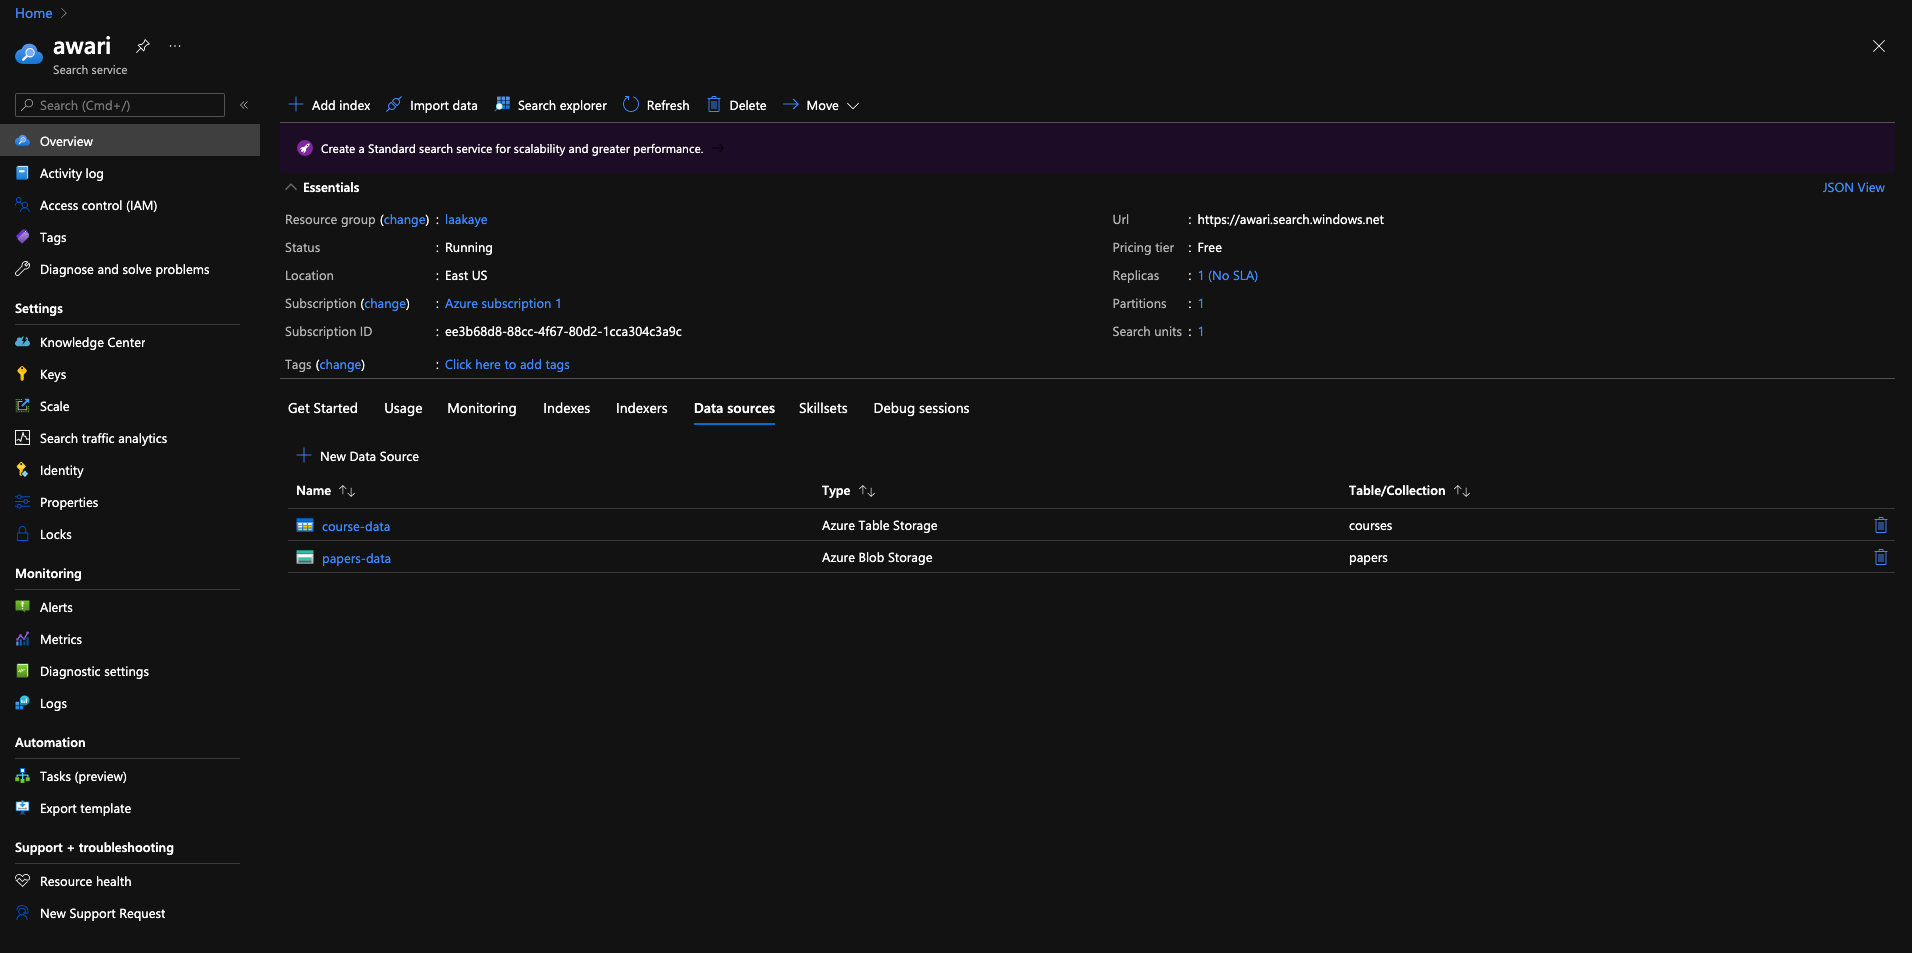 Home
awari
Search service
Search (Cmd+/)
Overview
Activity log
Access control (IAM)
Tags
Diagnose and solve problems
Settings
Knowledge Center
Keys
Scale
Search traffic analytics
Identity
Properties
Locks
Monitoring
Alerts
Metrics
Diagnostic settings
Logs
Automation
Tasks (preview)
Export template
Support + troubleshooting
Resource health
New Support Request
Add index Import data Search explorer Refresh Delete Move
Create a Standard search service for scalability and greater performance.
Essentials
JSON View
Resource group (change) : laakaye
Status : Running
Location : East US
Subscription (change) : Azure subscription 1
Subscription ID : ee3b68d8-88cc-4f67-80d2-1cca304c3a9c
Tags (change) : Click here to add tags
Url : https://awari.search.windows.net
Pricing tier : Free
Replicas : 1 (No SLA)
Partitions : 1
Search units : 1
Get Started Usage Monitoring Indexes Indexers Data sources Skillsets Debug sessions
New Data Source
Name Type Table/Collection
course-data Azure Table Storage courses
papers-data Azure Blob Storage papers